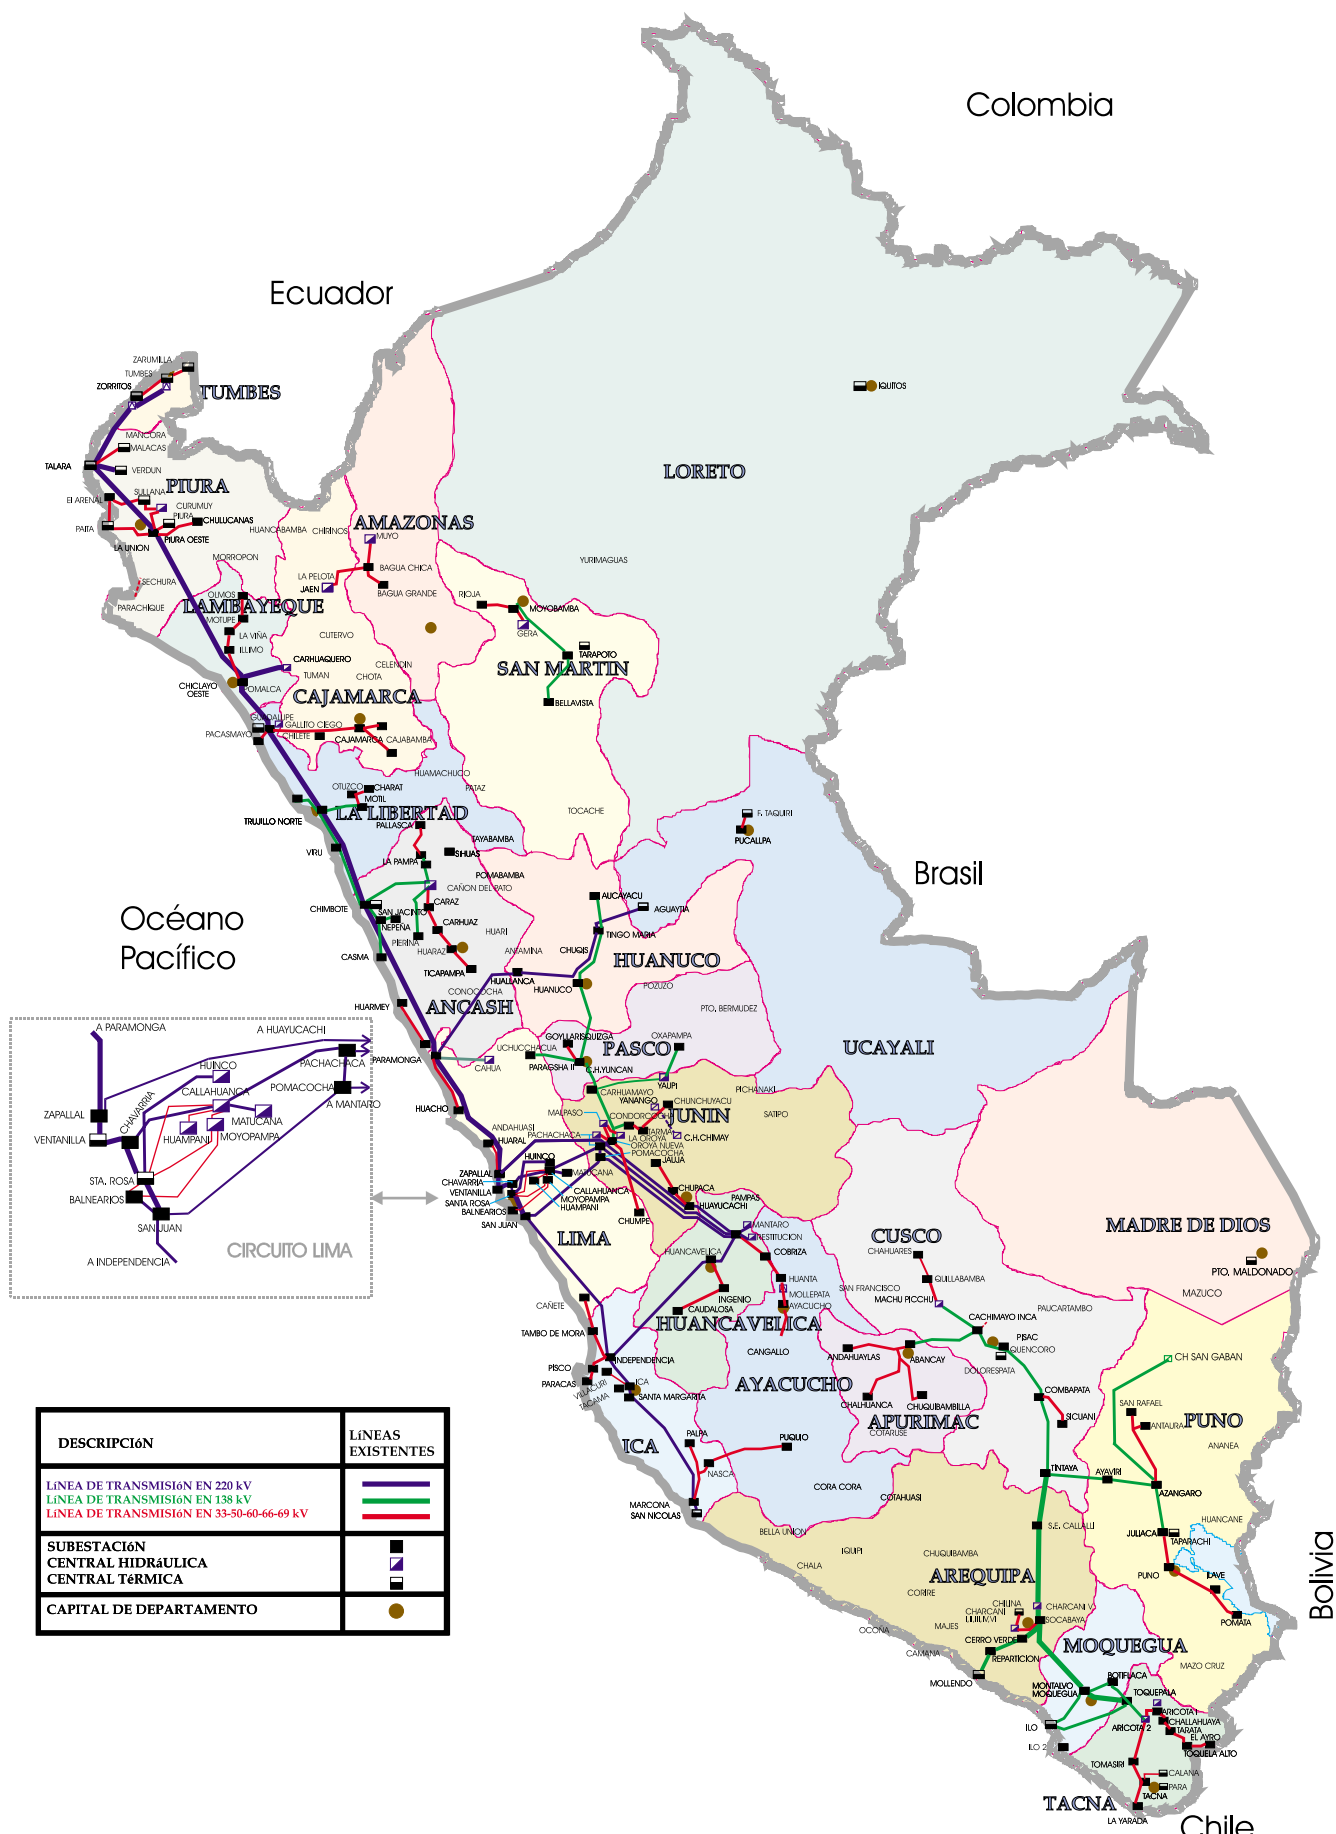 Colombia
Ecuador
ZARUMILLA
TUMBES
ZORRITOS
TUMBES
MANCORA
MALACAS
TALARA
VERDUN
PIURA
SULLANA
El ARENAL
CURUMUY
PIURA
CHULUCANAS
PAITA
LA UNION
PIURA OESTE
HUANCABAMBA
CHIRINOS
AMAZONAS
MUYO
MORROPON
BAGUA CHICA
LA PELOTA
JAEN
BAGUA GRANDE
SECHURA
PARACHIQUE
OLMOS
LAMBAYEQUE
MOTUPE
LA VIÑA
ILLIMO
CUTERVO
CARHUAQUERO
CELENDIN
TUMAN
CHOTA
CHICLAYO
OESTE
POMALCA
CAJAMARCA
GUADALUPE
GALLITO CIEGO
PACASMAYO
CHILETE
CAJAMARCA
CAJABAMBA
IQUITOS
LORETO
YURIMAGUAS
RIOJA
MOYOBAMBA
GERA
TARAPOTO
SAN MARTIN
BELLAVISTA
HUAMACHUCO
PATAZ
TOCACHE
OTUZCO
CHARAT
MOTIL
LA LIBERTAD
TRUJILLO NORTE
PALLASCA
TAYABAMBA
VIRU
LA PAMPA
SIHUAS
POMABAMBA
CAÑON DEL PATO
CHIMBOTE
SAN JACINTO
NEPEÑA
CARAZ
CARHUAZ
HUARI
PIERINA
HUARAZ
CASMA
TICAPAMPA
ANTAMINA
CONOCOCHA
HUALLANCA
HUARMEY
ANCASH
F. TAQUIRI
PUCALLPA
Brasil
AUCAYACU
AGUAYTIA
TINGO MARIA
CHUQIS
HUANUCO
HUANUCO
POZUZO
PTO, BERMUDEZ
GOYLLARISQUIZGA
OXAPAMPA
UCHUCCHACUA
PASCO
PARAGSHA II
C.H.YUNCAN
PARAMONGA
CAHUA
UCAYALI
YAUPI
PICHANAKI
CARHUAMAYO
YANANGO
CHUNCHUYACU
SATIPO
MALPASO
CONDORCOCHA
JUNIN
TARMA
PACHACHACA
LA OROYA
OROYA NUEVA
C.H.CHIMAY
POMACOCHA
JAUJA
HUACHO
ANDAHUASI
HUARAL
ZAPALLAL
HUINCO
CHAVARRIA
MATUCANA
VENTANILLA
SANTA ROSA
CALLAHUANCA
MOYOPAMPA
HUAMPANI
BALNEARIOS
SAN JUAN
CHUMPE
CHUPACA
HUAYUCACHI
PAMPAS
MANTARO
RESTITUCION
LIMA
Océano
Pacífico
A PARAMONGA
A HUAYUCACHI
HUINCO
PACHACHACA
CALLAHUANCA
POMACOCHA
ZAPALLAL
CHAVARRIA
A MANTARO
VENTANILLA
MATUCANA
HUAMPANI
MOYOPAMPA
STA. ROSA
BALNEARIOS
SAN JUAN
CIRCUITO LIMA
A INDEPENDENCIA
HUANCAVELICA
COBRIZA
HUANTA
MOLLEPATA
INGENIO
AYACUCHO
CAUDALOSA
HUANCAVELICA
CANGALLO
CAÑETE
TAMBO DE MORA
INDEPENDENCIA
PISCO
PARACAS
VILLACURI
TACAMA
ICA
SANTA MARGARITA
AYACUCHO
ICA
PALPA
PUQUIO
NASCA
MARCONA
SAN NICOLAS
CUSCO
CHAHUARES
SAN FRANCISCO
QUILLABAMBA
MACHU PICCHU
PAUCARTAMBO
CACHIMAYO INCA
PISAC
QUENCORO
DOLORESPATA
ANDAHUAYLAS
ABANCAY
CHALHUANCA
CHUQUIBAMBILLA
APURIMAC
COTARUSE
COMBAPATA
SICUANI
MADRE DE DIOS
PTO, MALDONADO
MAZUCO
CH SAN GABAN
SAN RAFAEL
ANTAURA
PUNO
ANANEA
TINTAYA
AYAVIRI
AZANGARO
CORA CORA
COTAHUASI
BELLA UNION
S.E. CALLALLI
HUANCANE
JULIACA
TAPARACHI
IQUIPI
CHALA
CHUQUIBAMBA
AREQUIPA
PUNO
ILAVE
CORIRE
POMATA
CHILINA
CHARCANI
I,II,III,IV,VI
CHARCANI V
SOCABAYA
OCOÑA
MAJES
CERRO VERDE
CAMANA
REPARTICION
MOLLENDO
MOQUEGUA
MAZO CRUZ
BOTIFLACA
MONTALVO
MOQUEGUA
TOQUEPALA
ARICOTA 1
ARICOTA 2
CHALLAHUAYA
TARATA
EL AYRO
TOQUELA ALTO
ILO
ILO 2
TOMASIRI
CALANA
PARA
TACNA
TACNA
LA YARADA
Chile
Bolivia
DESCRIPCIóN
LíNEAS
EXISTENTES
LíNEA DE TRANSMISIóN EN 220 kV
LíNEA DE TRANSMISIóN EN 138 kV
LíNEA DE TRANSMISIóN EN 33-50-60-66-69 kV
SUBESTACIóN
CENTRAL HIDRáULICA
CENTRAL TéRMICA
CAPITAL DE DEPARTAMENTO